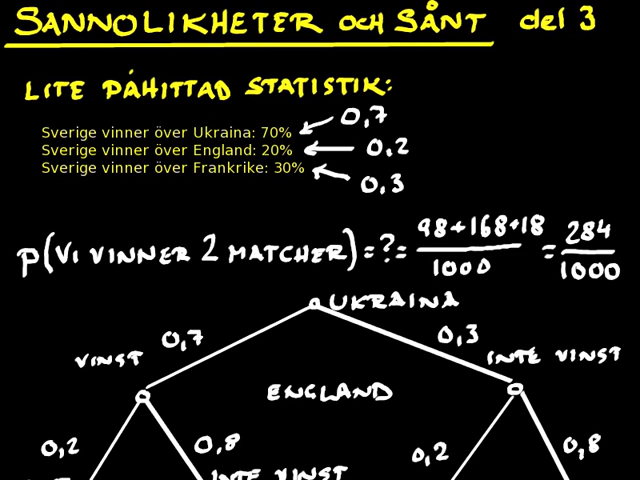 SANNOLIKHETER OCH SÅNT del 3
LITE PÅHITTAD STATISTIK:
Sverige vinner över Ukraina: 70% 0,7
Sverige vinner över England: 20% 0,2
Sverige vinner över Frankrike: 30% 0,3
P(VI VINNER 2 MATCHER) = ? = 98+168+18 / 1000 = 284 / 1000
UKRAINA
0,7 0,3
VINST INTE VINST
ENGLAND
0,2 0,8 0,2 0,8
INTE VINST